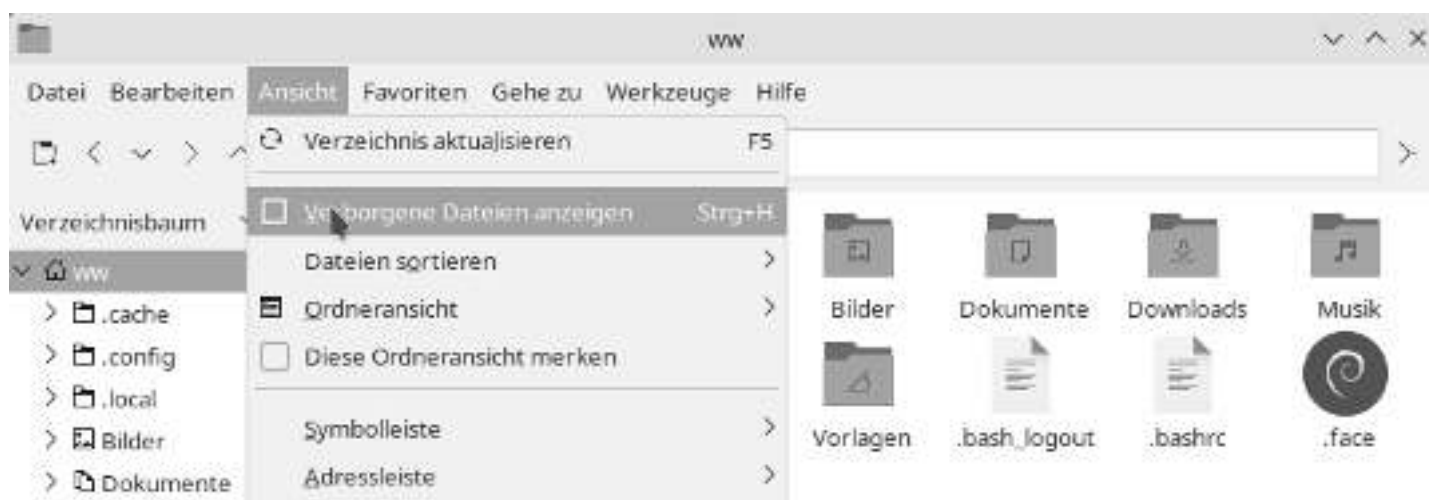 ww
Datei Bearbeiten Ansicht Favoriten Gehe zu Werkzeuge Hilfe
Verzeichnis aktualisieren F5
Verzeichnisbaum
Verborgene Dateien anzeigen Strg+H
Dateien sortieren
Ordneransicht
Diese Ordneransicht merken
Symbolleiste
Adressleiste
ww
.cache
.config
.local
Bilder
Dokumente
Bilder Dokumente Downloads Musik
Vorlagen .bash_logout .bashrc .face